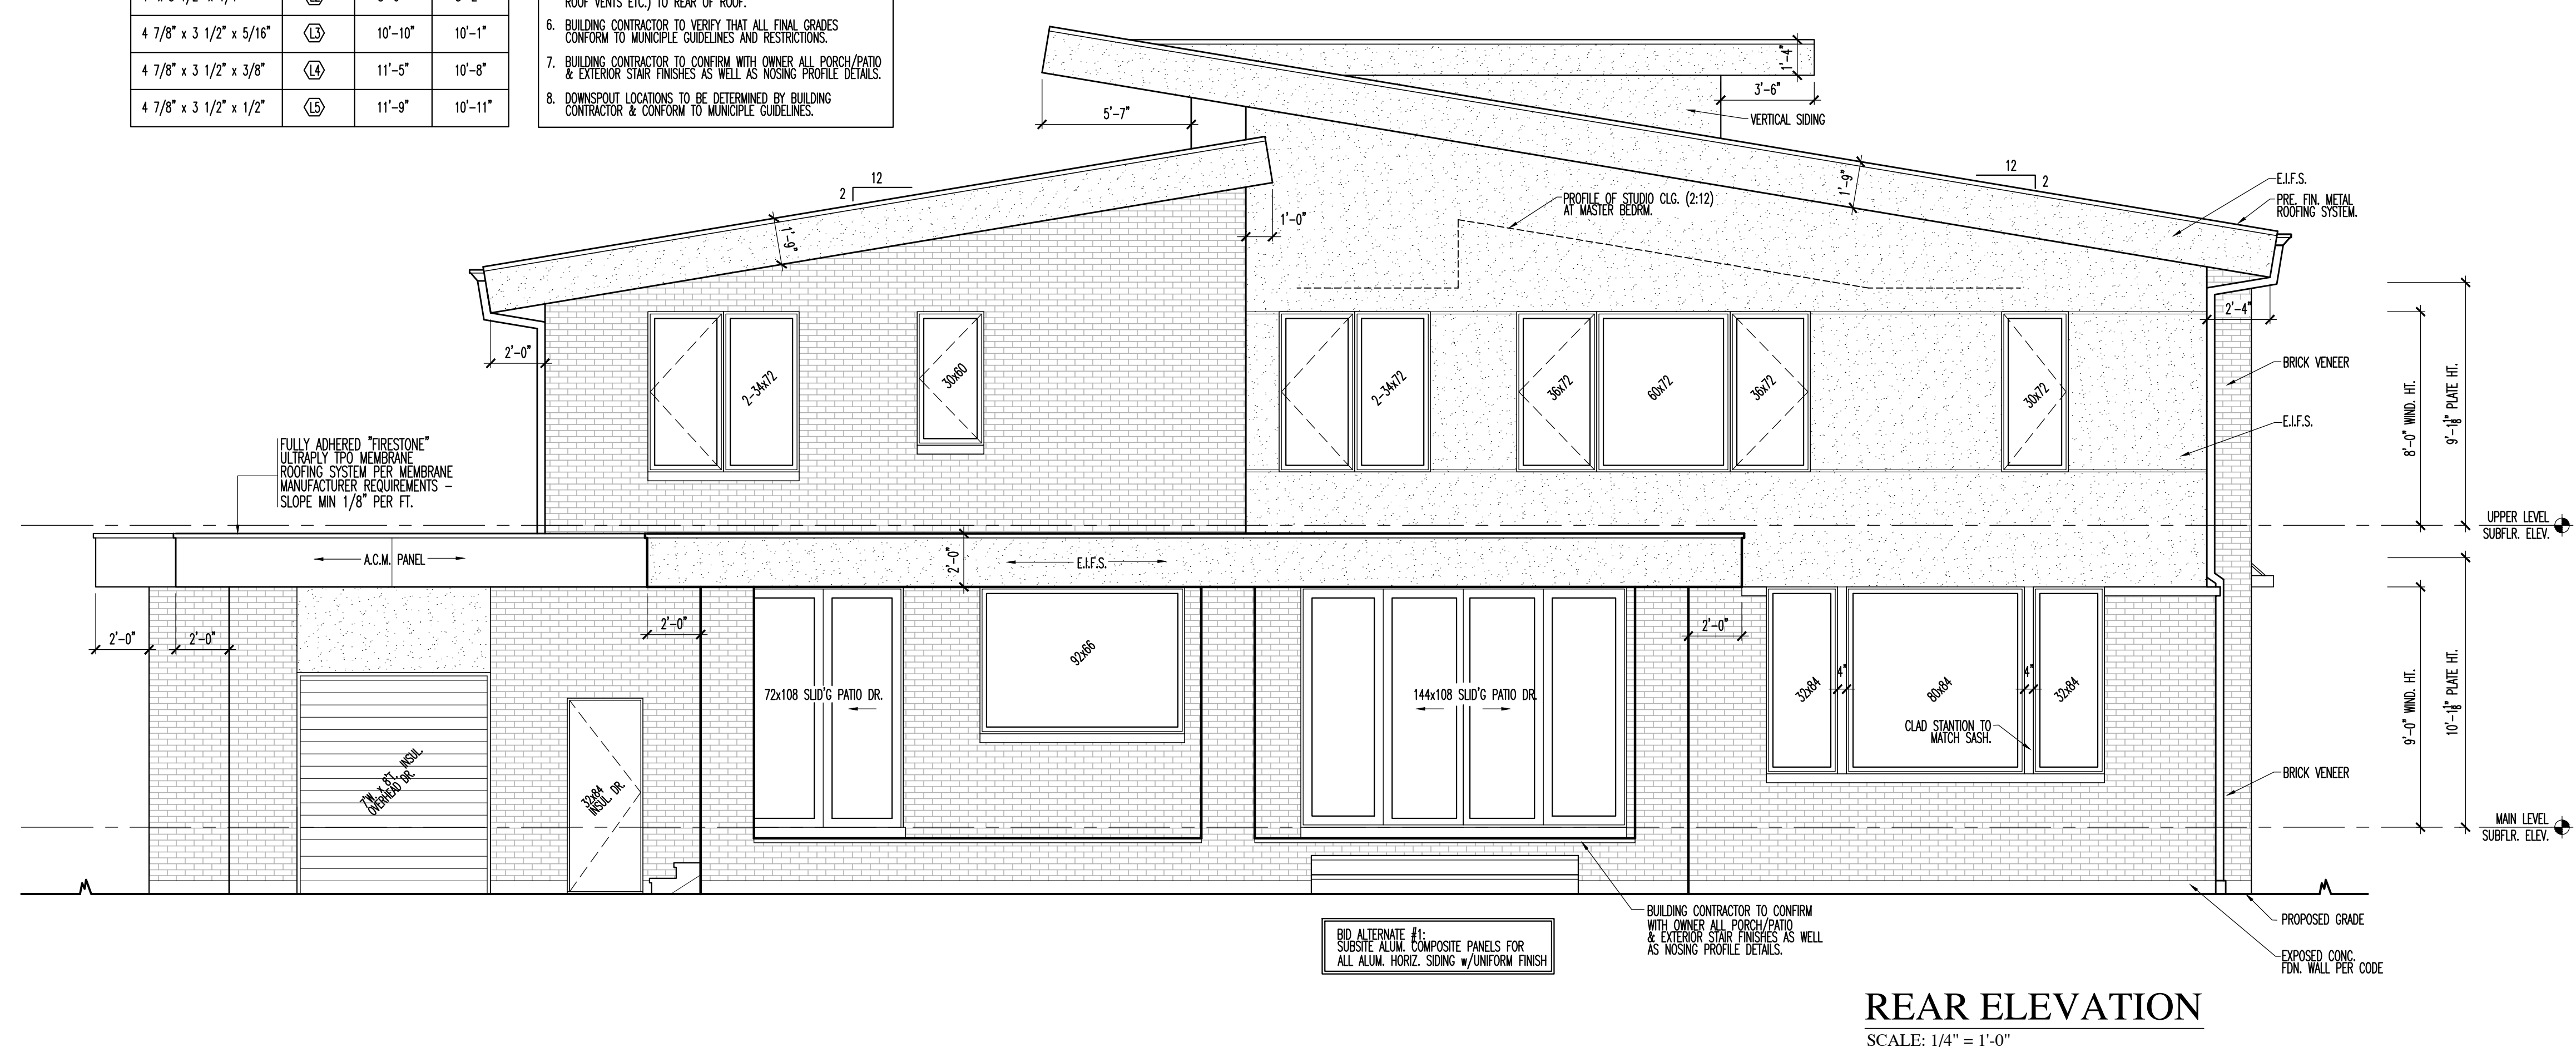 4 7/8" x 3 1/2" x 5/16" L3 10'-10" 10'-1"
4 7/8" x 3 1/2" x 3/8" L4 11'-5" 10'-8"
4 7/8" x 3 1/2" x 1/2" L5 11'-9" 10'-11"
ROOF VENTS ETC.) TO REAR OF ROOF.
6. BUILDING CONTRACTOR TO VERIFY THAT ALL FINAL GRADES
CONFORM TO MUNICIPLE GUIDELINES AND RESTRICTIONS.
7. BUILDING CONTRACTOR TO CONFIRM WITH OWNER ALL PORCH/PATIO
& EXTERIOR STAIR FINISHES AS WELL AS NOSING PROFILE DETAILS.
8. DOWNSPOUT LOCATIONS TO BE DETERMINED BY BUILDING
CONTRACTOR & CONFORM TO MUNICIPLE GUIDELINES.
1'-4"
3'-6"
5'-7"
VERTICAL SIDING
12
2
12
2
1'-9"
E.I.F.S.
PRE. FIN. METAL
ROOFING SYSTEM.
PROFILE OF STUDIO CLG. (2:12)
AT MASTER BEDRM.
1'-0"
1'-9"
2'-4"
2'-0"
2-34x72
30x60
2-34x72
36x72
60x72
36x72
30x72
BRICK VENEER
E.I.F.S.
8'-0" WIND. HT.
9'-1 1/8" PLATE HT.
FULLY ADHERED "FIRESTONE"
ULTRAPLY TPO MEMBRANE
ROOFING SYSTEM PER MEMBRANE
MANUFACTURER REQUIREMENTS –
SLOPE MIN 1/8" PER FT.
UPPER LEVEL
SUBFLR. ELEV.
A.C.M. PANEL
2'-0"
E.I.F.S.
2'-0"
2'-0"
2'-0"
2'-0"
72x108 SLID'G PATIO DR.
92x66
144x108 SLID'G PATIO DR.
32x84
4"
80x84
4"
32x84
CLAD STANTION TO
MATCH SASH.
9'-0" WIND. HT.
10'-1 1/8" PLATE HT.
7'W. x 8'T. INSUL.
OVERHEAD DR.
32x84
INSUL. DR.
BRICK VENEER
MAIN LEVEL
SUBFLR. ELEV.
BUILDING CONTRACTOR TO CONFIRM
WITH OWNER ALL PORCH/PATIO
& EXTERIOR STAIR FINISHES AS WELL
AS NOSING PROFILE DETAILS.
PROPOSED GRADE
EXPOSED CONC.
FDN. WALL PER CODE
BID ALTERNATE #1:
SUBSITE ALUM. COMPOSITE PANELS FOR
ALL ALUM. HORIZ. SIDING w/UNIFORM FINISH
REAR ELEVATION
SCALE: 1/4" = 1'-0"